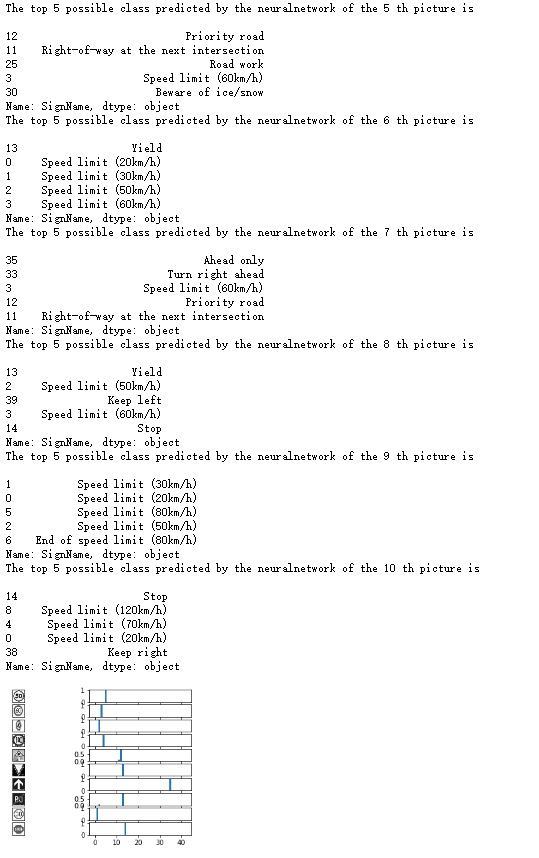 The top 5 possible class predicted by the neuralnetwork of the 5 th picture is
12 Priority road
11 Right-of-way at the next intersection
25 Road work
3 Speed limit (60km/h)
30 Beware of ice/snow
Name: SignName, dtype: object
The top 5 possible class predicted by the neuralnetwork of the 6 th picture is
13 Yield
0 Speed limit (20km/h)
1 Speed limit (30km/h)
2 Speed limit (50km/h)
3 Speed limit (60km/h)
Name: SignName, dtype: object
The top 5 possible class predicted by the neuralnetwork of the 7 th picture is
35 Ahead only
33 Turn right ahead
3 Speed limit (60km/h)
12 Priority road
11 Right-of-way at the next intersection
Name: SignName, dtype: object
The top 5 possible class predicted by the neuralnetwork of the 8 th picture is
13 Yield
2 Speed limit (50km/h)
39 Keep left
3 Speed limit (60km/h)
14 Stop
Name: SignName, dtype: object
The top 5 possible class predicted by the neuralnetwork of the 9 th picture is
1 Speed limit (30km/h)
0 Speed limit (20km/h)
5 Speed limit (80km/h)
2 Speed limit (50km/h)
6 End of speed limit (80km/h)
Name: SignName, dtype: object
The top 5 possible class predicted by the neuralnetwork of the 10 th picture is
14 Stop
8 Speed limit (120km/h)
4 Speed limit (70km/h)
0 Speed limit (20km/h)
38 Keep right
Name: SignName, dtype: object
1
1
1
1
0.5
1
1
0.5
1
1
0 10 20 30 40